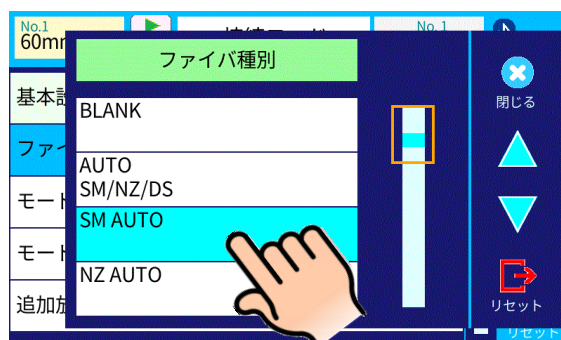 No.1
60mm
No.1
ファイバ種別
閉じる
基本設
BLANK
ファイ
AUTO
SM/NZ/DS
モード
SM AUTO
モード
NZ AUTO
追加放
リセット
リセット